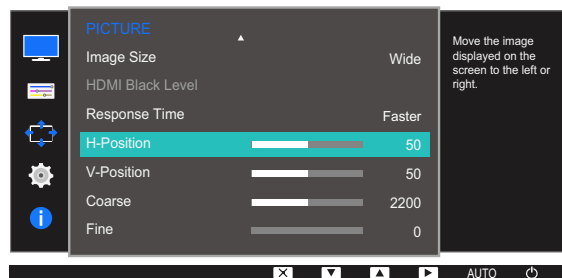 PICTURE
Image Size Wide
HDMI Black Level
Response Time Faster
H-Position 50
V-Position 50
Coarse 2200
Fine 0
Move the image
displayed on the
screen to the left or
right.
AUTO